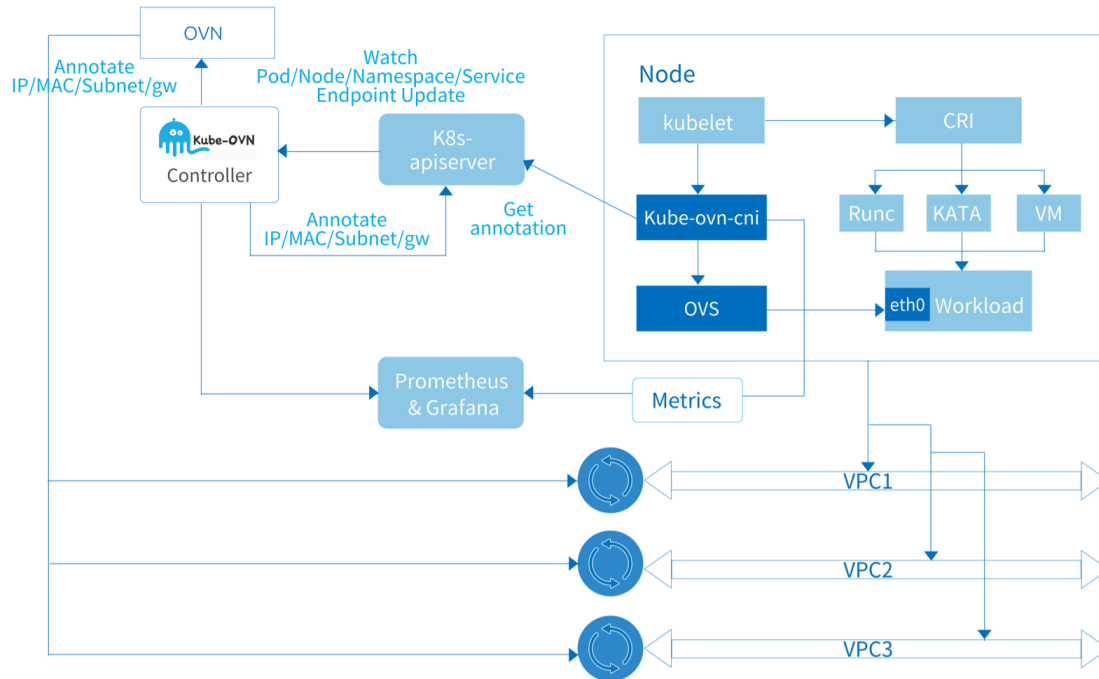 OVN
Annotate
IP/MAC/Subnet/gw
Watch
Pod/Node/Namespace/Service
Endpoint Update
Kube-OVN
Controller
K8s-
apiserver
Annotate
IP/MAC/Subnet/gw
Get
annotation
Node
kubelet
CRI
Kube-ovn-cni
Runc
KATA
VM
OVS
eth0
Workload
Prometheus
& Grafana
Metrics
VPC1
VPC2
VPC3